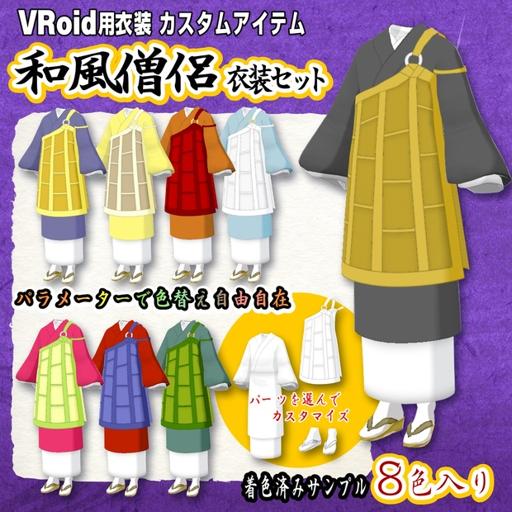 VRoid用衣装 カスタムアイテム
和風僧侶 衣装セット
パラメーターで色替え自由自在
パーツを選んで
カスタマイズ
着色済みサンプル 8色入り